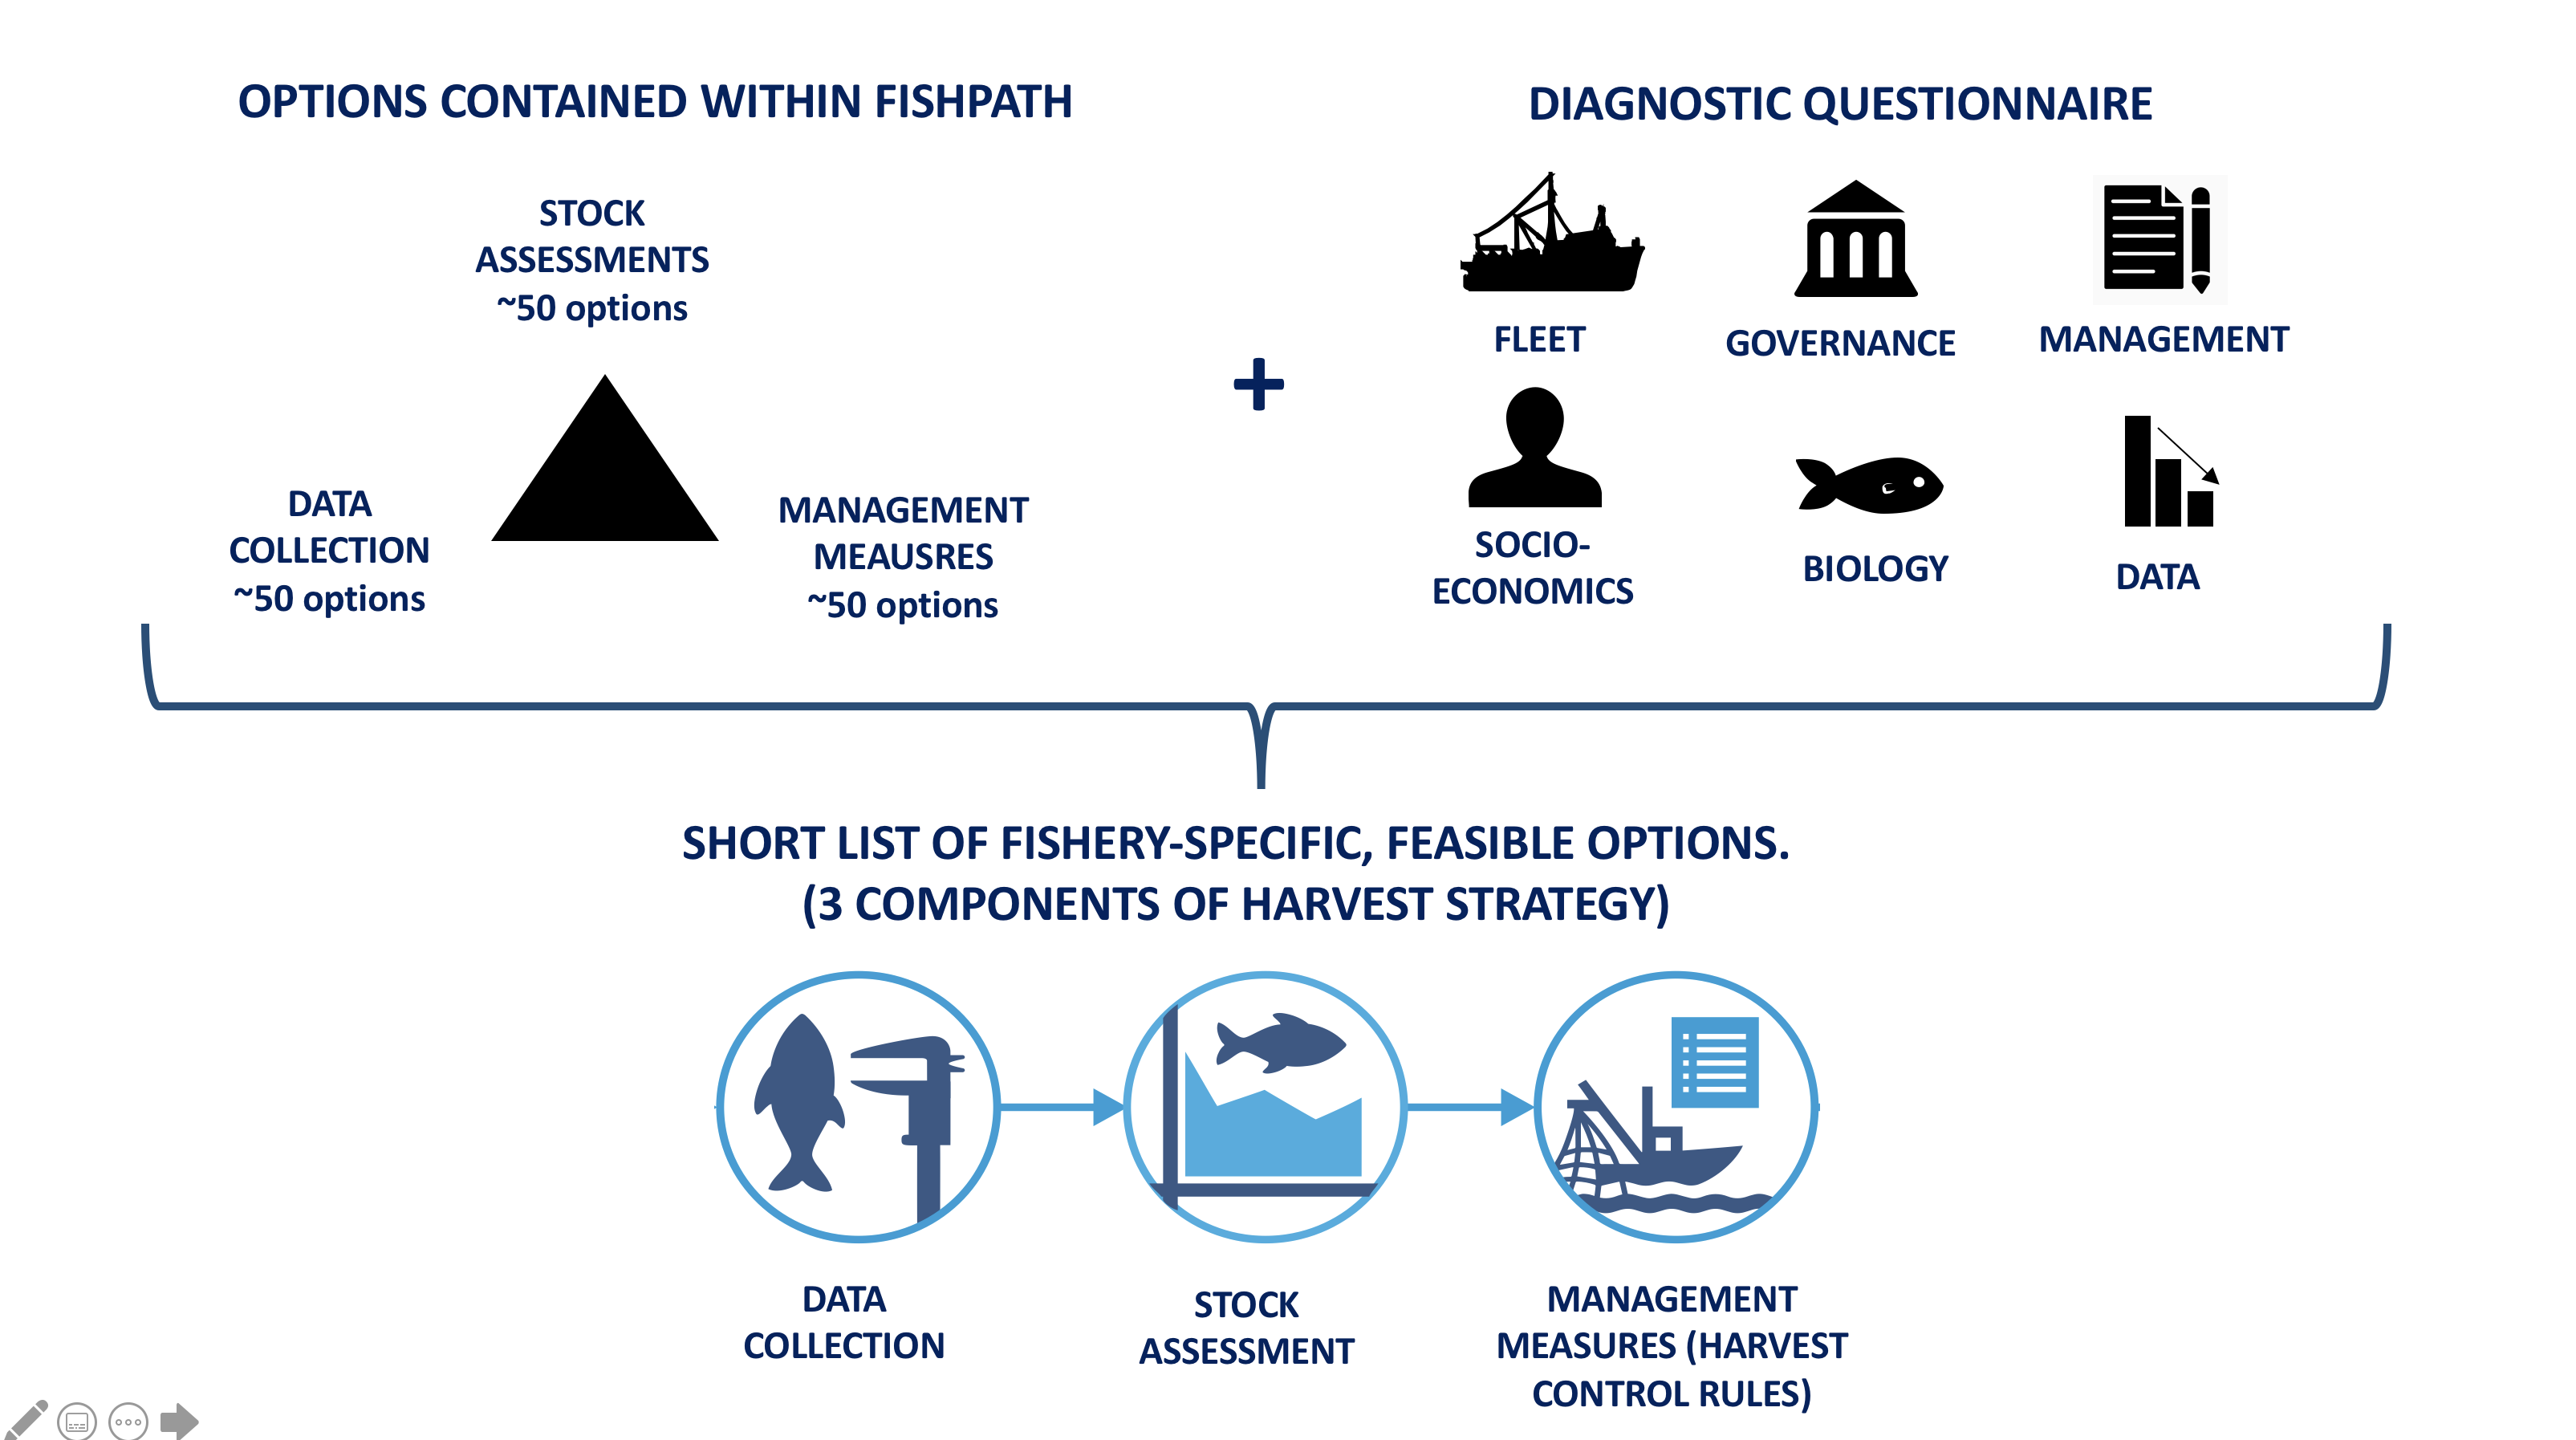 OPTIONS CONTAINED WITHIN FISHPATH
STOCK
ASSESSMENTS
~50 options
DATA
COLLECTION
~50 options
MANAGEMENT
MEAUSRES
~50 options
+
DIAGNOSTIC QUESTIONNAIRE
FLEET
GOVERNANCE
MANAGEMENT
SOCIO-
ECONOMICS
BIOLOGY
DATA
SHORT LIST OF FISHERY-SPECIFIC, FEASIBLE OPTIONS.
(3 COMPONENTS OF HARVEST STRATEGY)
DATA
COLLECTION
STOCK
ASSESSMENT
MANAGEMENT
MEASURES (HARVEST
CONTROL RULES)